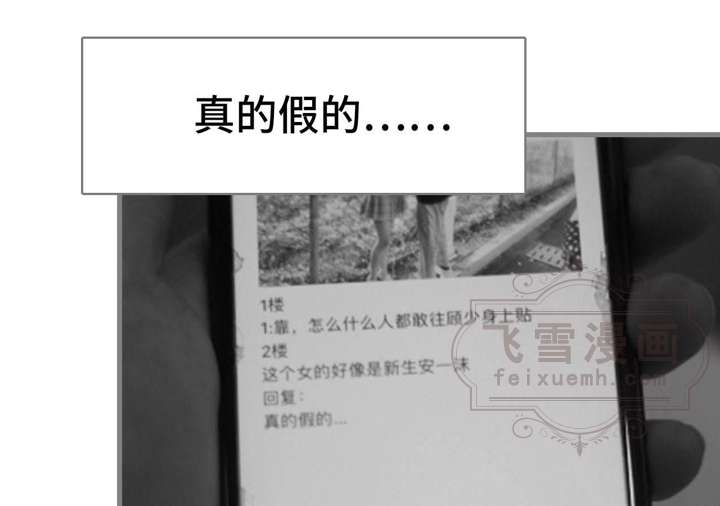 真的假的……
1楼
1:靠，怎么什么人都敢往顾少身上贴
2楼
这个女的好像是新生安一沫
回复：
真的假的...
飞雪漫画
feixuemh.com